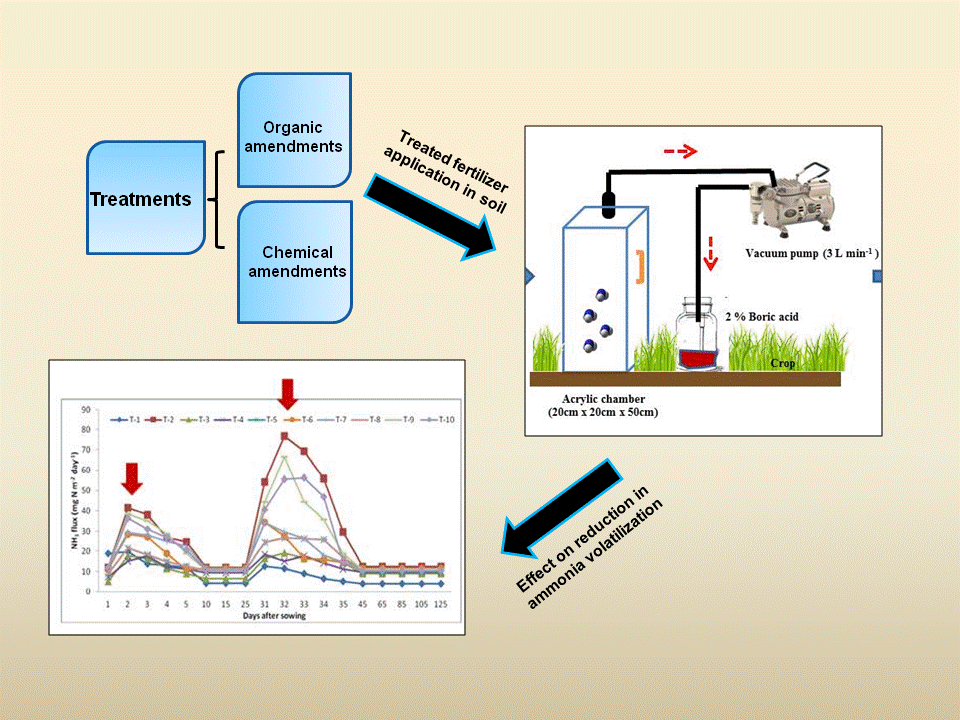 Treatments
Organic
amendments
Chemical
amendments
Treated fertilizer
application in soil
Vacuum pump (3 L min⁻¹ )
2 % Boric acid
Crop
Acrylic chamber
(20cm x 20cm x 50cm)
Effect on reduction in
ammonia volatilization
T-1 T-2 T-3 T-4 T-5 T-6 T-7 T-8 T-9 T-10
NH₃ flux (mg N m⁻² day⁻¹)
90
80
70
60
50
40
30
20
10
0
1 2 3 4 5 10 15 25 31 32 33 34 35 45 65 85 105 125
Days after sowing